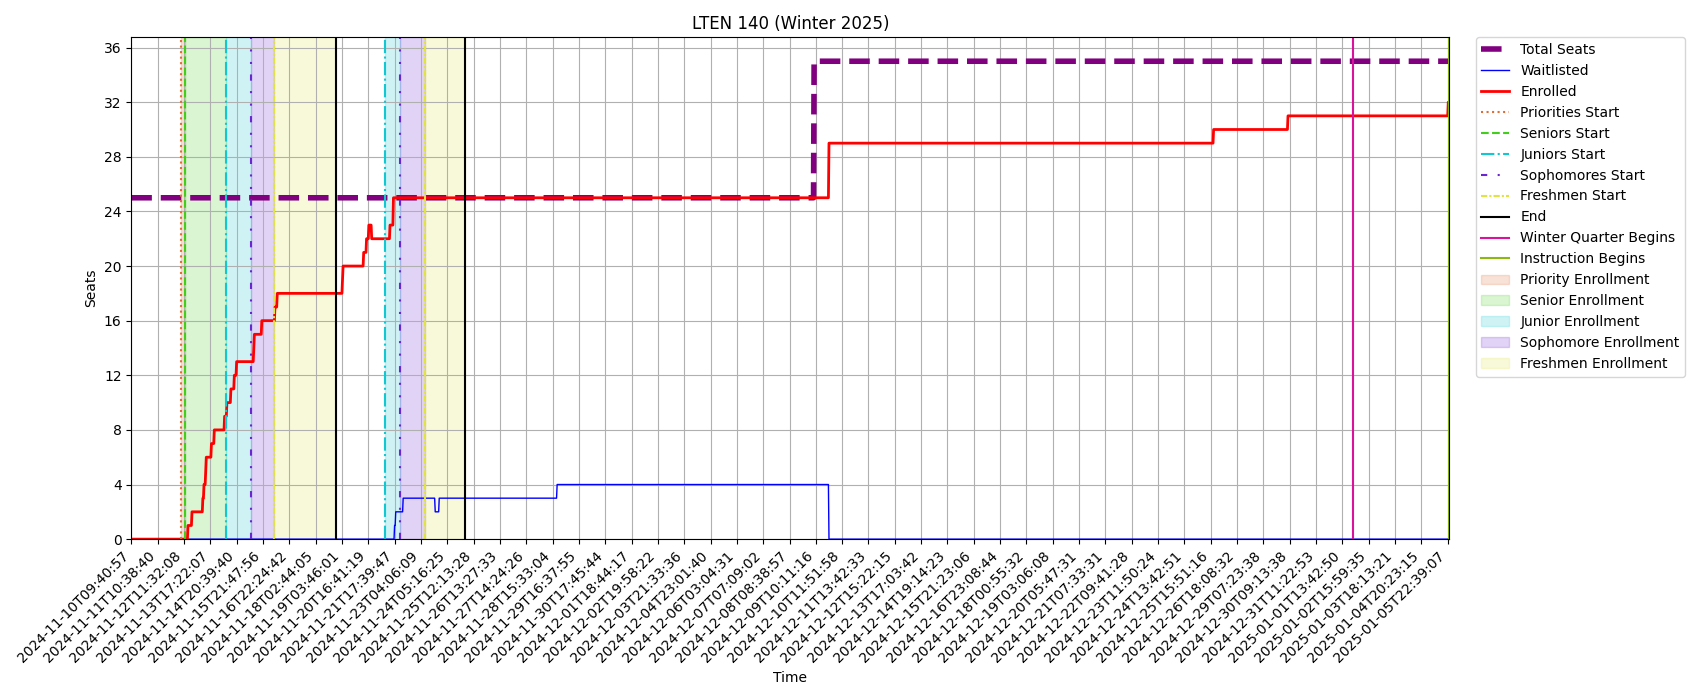 LTEN 140 (Winter 2025)
36
32
28
24
20
16
12
8
4
0
Seats
2024-11-10T09:40:57
2024-11-11T10:38:40
2024-11-12T11:32:08
2024-11-13T17:22:07
2024-11-14T20:39:40
2024-11-15T21:47:56
2024-11-16T22:24:42
2024-11-18T02:44:05
2024-11-19T03:46:01
2024-11-20T16:41:19
2024-11-21T17:39:47
2024-11-23T04:06:09
2024-11-24T05:16:25
2024-11-25T12:13:28
2024-11-26T13:27:33
2024-11-27T14:24:26
2024-11-28T15:33:04
2024-11-29T16:37:55
2024-11-30T17:45:44
2024-12-01T18:44:17
2024-12-02T19:58:22
2024-12-03T21:33:36
2024-12-04T23:01:40
2024-12-06T03:04:31
2024-12-07T07:09:02
2024-12-08T08:38:57
2024-12-09T10:11:16
2024-12-10T11:51:58
2024-12-11T13:42:33
2024-12-12T15:22:15
2024-12-13T17:03:42
2024-12-14T19:14:23
2024-12-15T21:23:06
2024-12-16T23:08:44
2024-12-18T00:55:32
2024-12-19T03:06:08
2024-12-20T05:47:31
2024-12-21T07:33:31
2024-12-22T09:41:28
2024-12-23T11:50:24
2024-12-24T13:42:51
2024-12-25T15:51:16
2024-12-26T18:08:32
2024-12-29T07:23:38
2024-12-30T09:13:38
2024-12-31T11:22:53
2025-01-01T13:42:50
2025-01-02T15:59:35
2025-01-03T18:13:21
2025-01-04T20:23:15
2025-01-05T22:39:07
Time
Total Seats
Waitlisted
Enrolled
Priorities Start
Seniors Start
Juniors Start
Sophomores Start
Freshmen Start
End
Winter Quarter Begins
Instruction Begins
Priority Enrollment
Senior Enrollment
Junior Enrollment
Sophomore Enrollment
Freshmen Enrollment